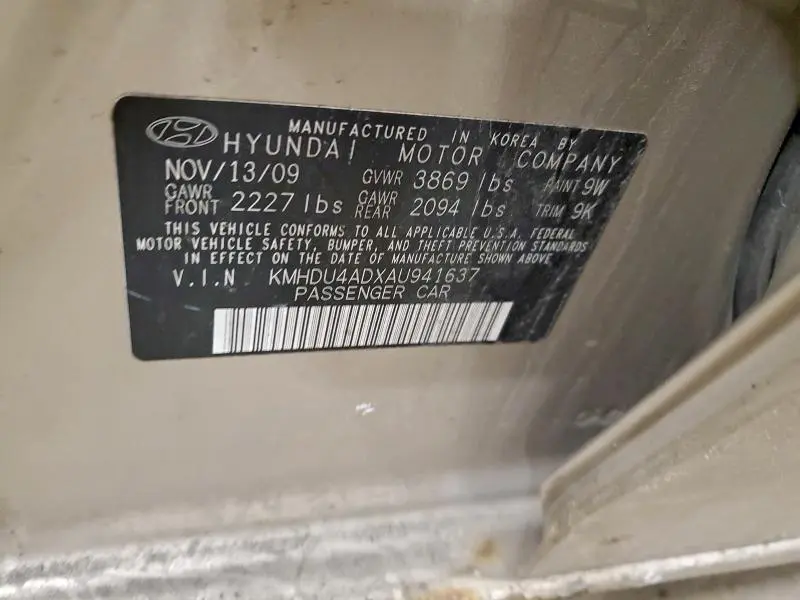 MANUFACTURED IN KOREA BY
HYUNDAI MOTOR COMPANY
NOV/13/09 GVWR 3869 lbs PAINT 9W
GAWR FRONT 2227 lbs GAWR REAR 2094 lbs TRIM 9K
THIS VEHICLE CONFORMS TO ALL APPLICABLE U.S.A. FEDERAL
MOTOR VEHICLE SAFETY, BUMPER, AND THEFT PREVENTION STANDARDS
IN EFFECT ON THE DATE OF MANUFACTURE SHOWN ABOVE
V.I.N KMHDU4ADXAU941637
PASSENGER CAR